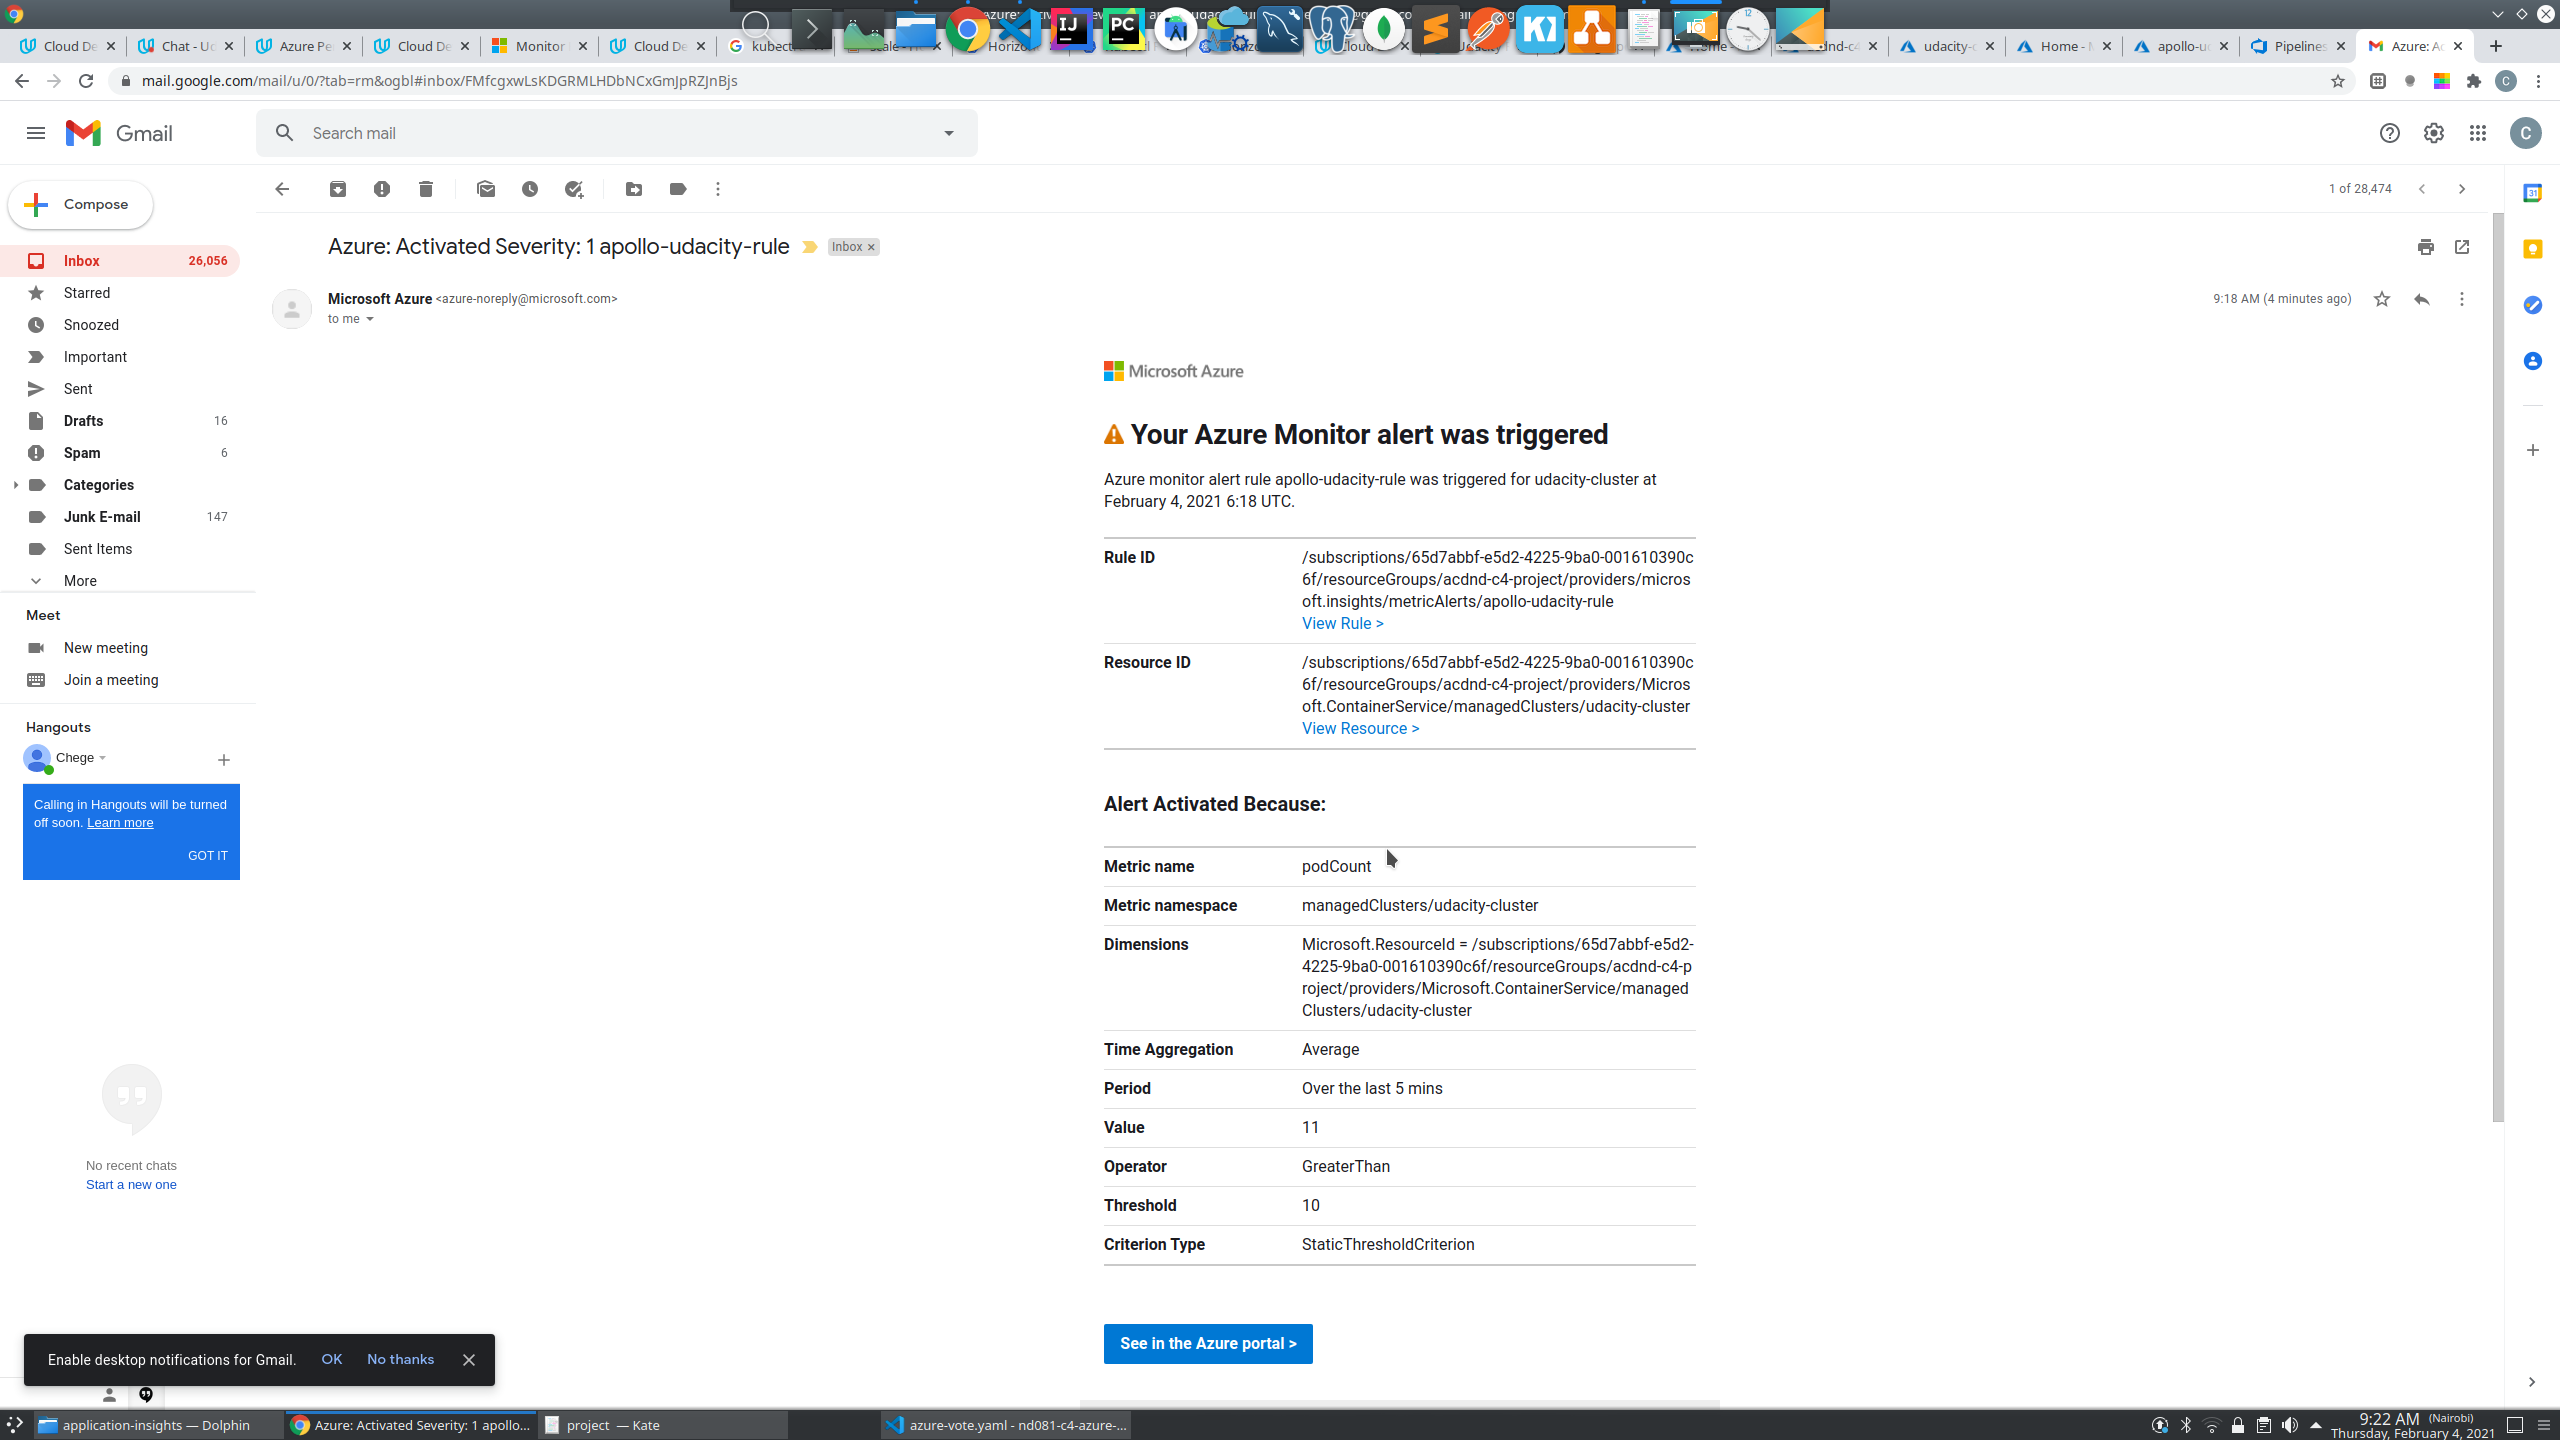 Cloud De
Chat - Ud
Azure Pe
Cloud De
Monitor
Cloud De
kubect
udacity-c
Home - M
apollo-u
Pipelines
Azure: Ac
mail.google.com/mail/u/0/?tab=rm&ogbl#inbox/FMfcgxwLsKDGRMLHDbNCxGmJpRZJnBjs
C
Gmail
Search mail
C
Compose
1 of 28,474
Inbox 26,056
Starred
Snoozed
Important
Sent
Drafts 16
Spam 6
Categories
Junk E-mail 147
Sent Items
More
Meet
New meeting
Join a meeting
Hangouts
Chege
Calling in Hangouts will be turned
off soon. Learn more
GOT IT
No recent chats
Start a new one
Azure: Activated Severity: 1 apollo-udacity-rule
Inbox
Microsoft Azure <azure-noreply@microsoft.com>
to me
9:18 AM (4 minutes ago)
Microsoft Azure
Your Azure Monitor alert was triggered
Azure monitor alert rule apollo-udacity-rule was triggered for udacity-cluster at
February 4, 2021 6:18 UTC.
Rule ID /subscriptions/65d7abbf-e5d2-4225-9ba0-001610390c
6f/resourceGroups/acdnd-c4-project/providers/micros
oft.insights/metricAlerts/apollo-udacity-rule
View Rule >
Resource ID /subscriptions/65d7abbf-e5d2-4225-9ba0-001610390c
6f/resourceGroups/acdnd-c4-project/providers/Micros
oft.ContainerService/managedClusters/udacity-cluster
View Resource >
Alert Activated Because:
Metric name podCount
Metric namespace managedClusters/udacity-cluster
Dimensions Microsoft.ResourceId = /subscriptions/65d7abbf-e5d2-
4225-9ba0-001610390c6f/resourceGroups/acdnd-c4-p
roject/providers/Microsoft.ContainerService/managed
Clusters/udacity-cluster
Time Aggregation Average
Period Over the last 5 mins
Value 11
Operator GreaterThan
Threshold 10
Criterion Type StaticThresholdCriterion
See in the Azure portal >
Enable desktop notifications for Gmail. OK No thanks
application-insights — Dolphin
Azure: Activated Severity: 1 apollo...
project — Kate
azure-vote.yaml - nd081-c4-azure-...
9:22 AM (Nairobi)
Thursday, February 4, 2021